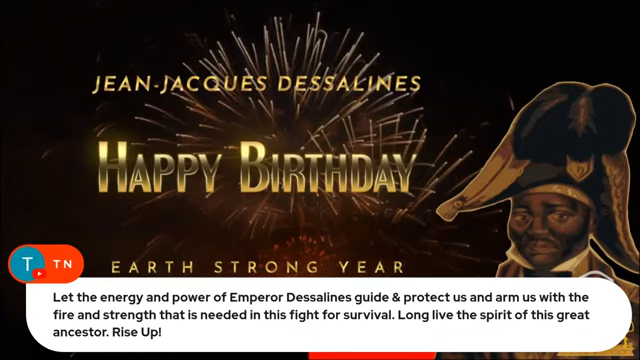 JEAN-JACQUES DESSALINES
HAPPY BIRTHDAY
EARTH STRONG YEAR
T TN
Let the energy and power of Emperor Dessalines guide & protect us and arm us with the
fire and strength that is needed in this fight for survival. Long live the spirit of this great
ancestor. Rise Up!